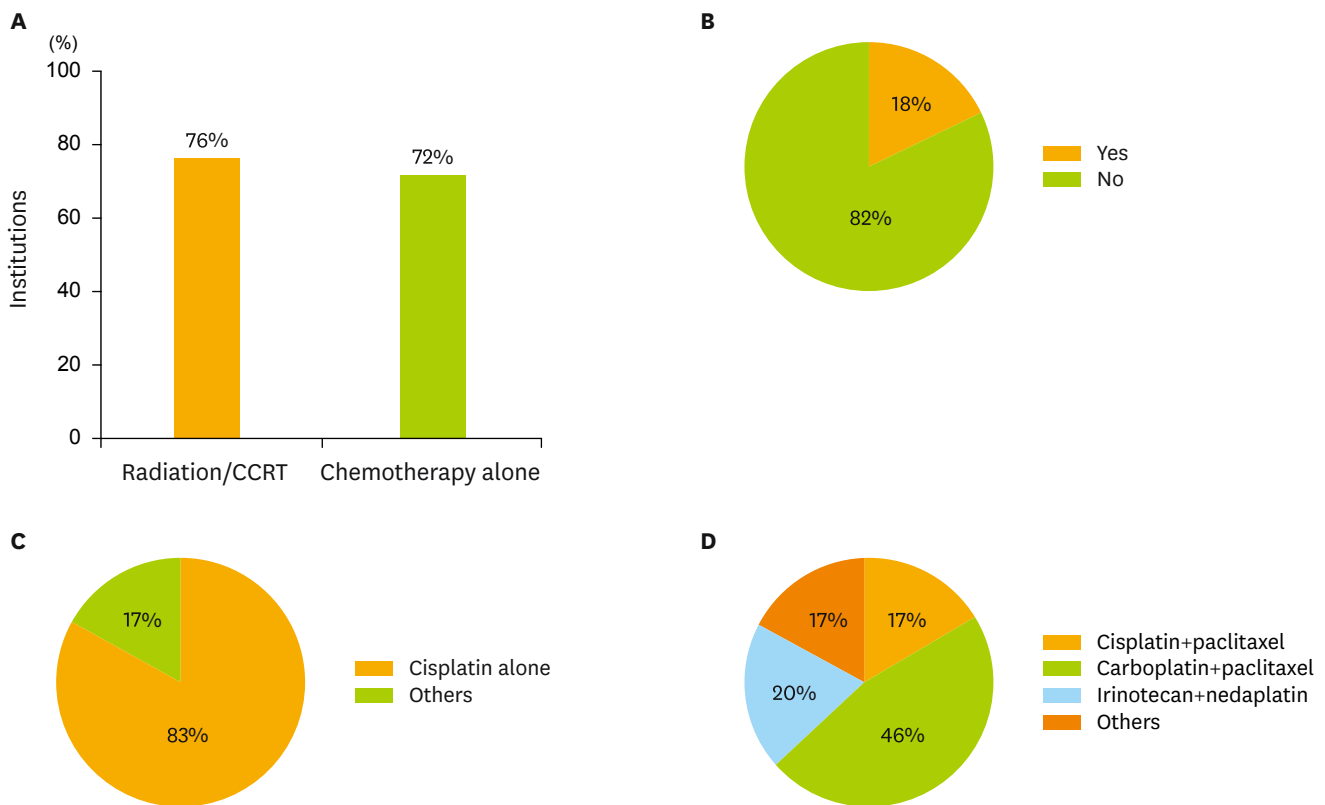 A
(%)
100
80
60
40
20
0
Institutions
76%
72%
Radiation/CCRT
Chemotherapy alone
B
18%
82%
Yes
No
C
17%
83%
Cisplatin alone
Others
D
17%
17%
20%
46%
Cisplatin+paclitaxel
Carboplatin+paclitaxel
Irinotecan+nedaplatin
Others